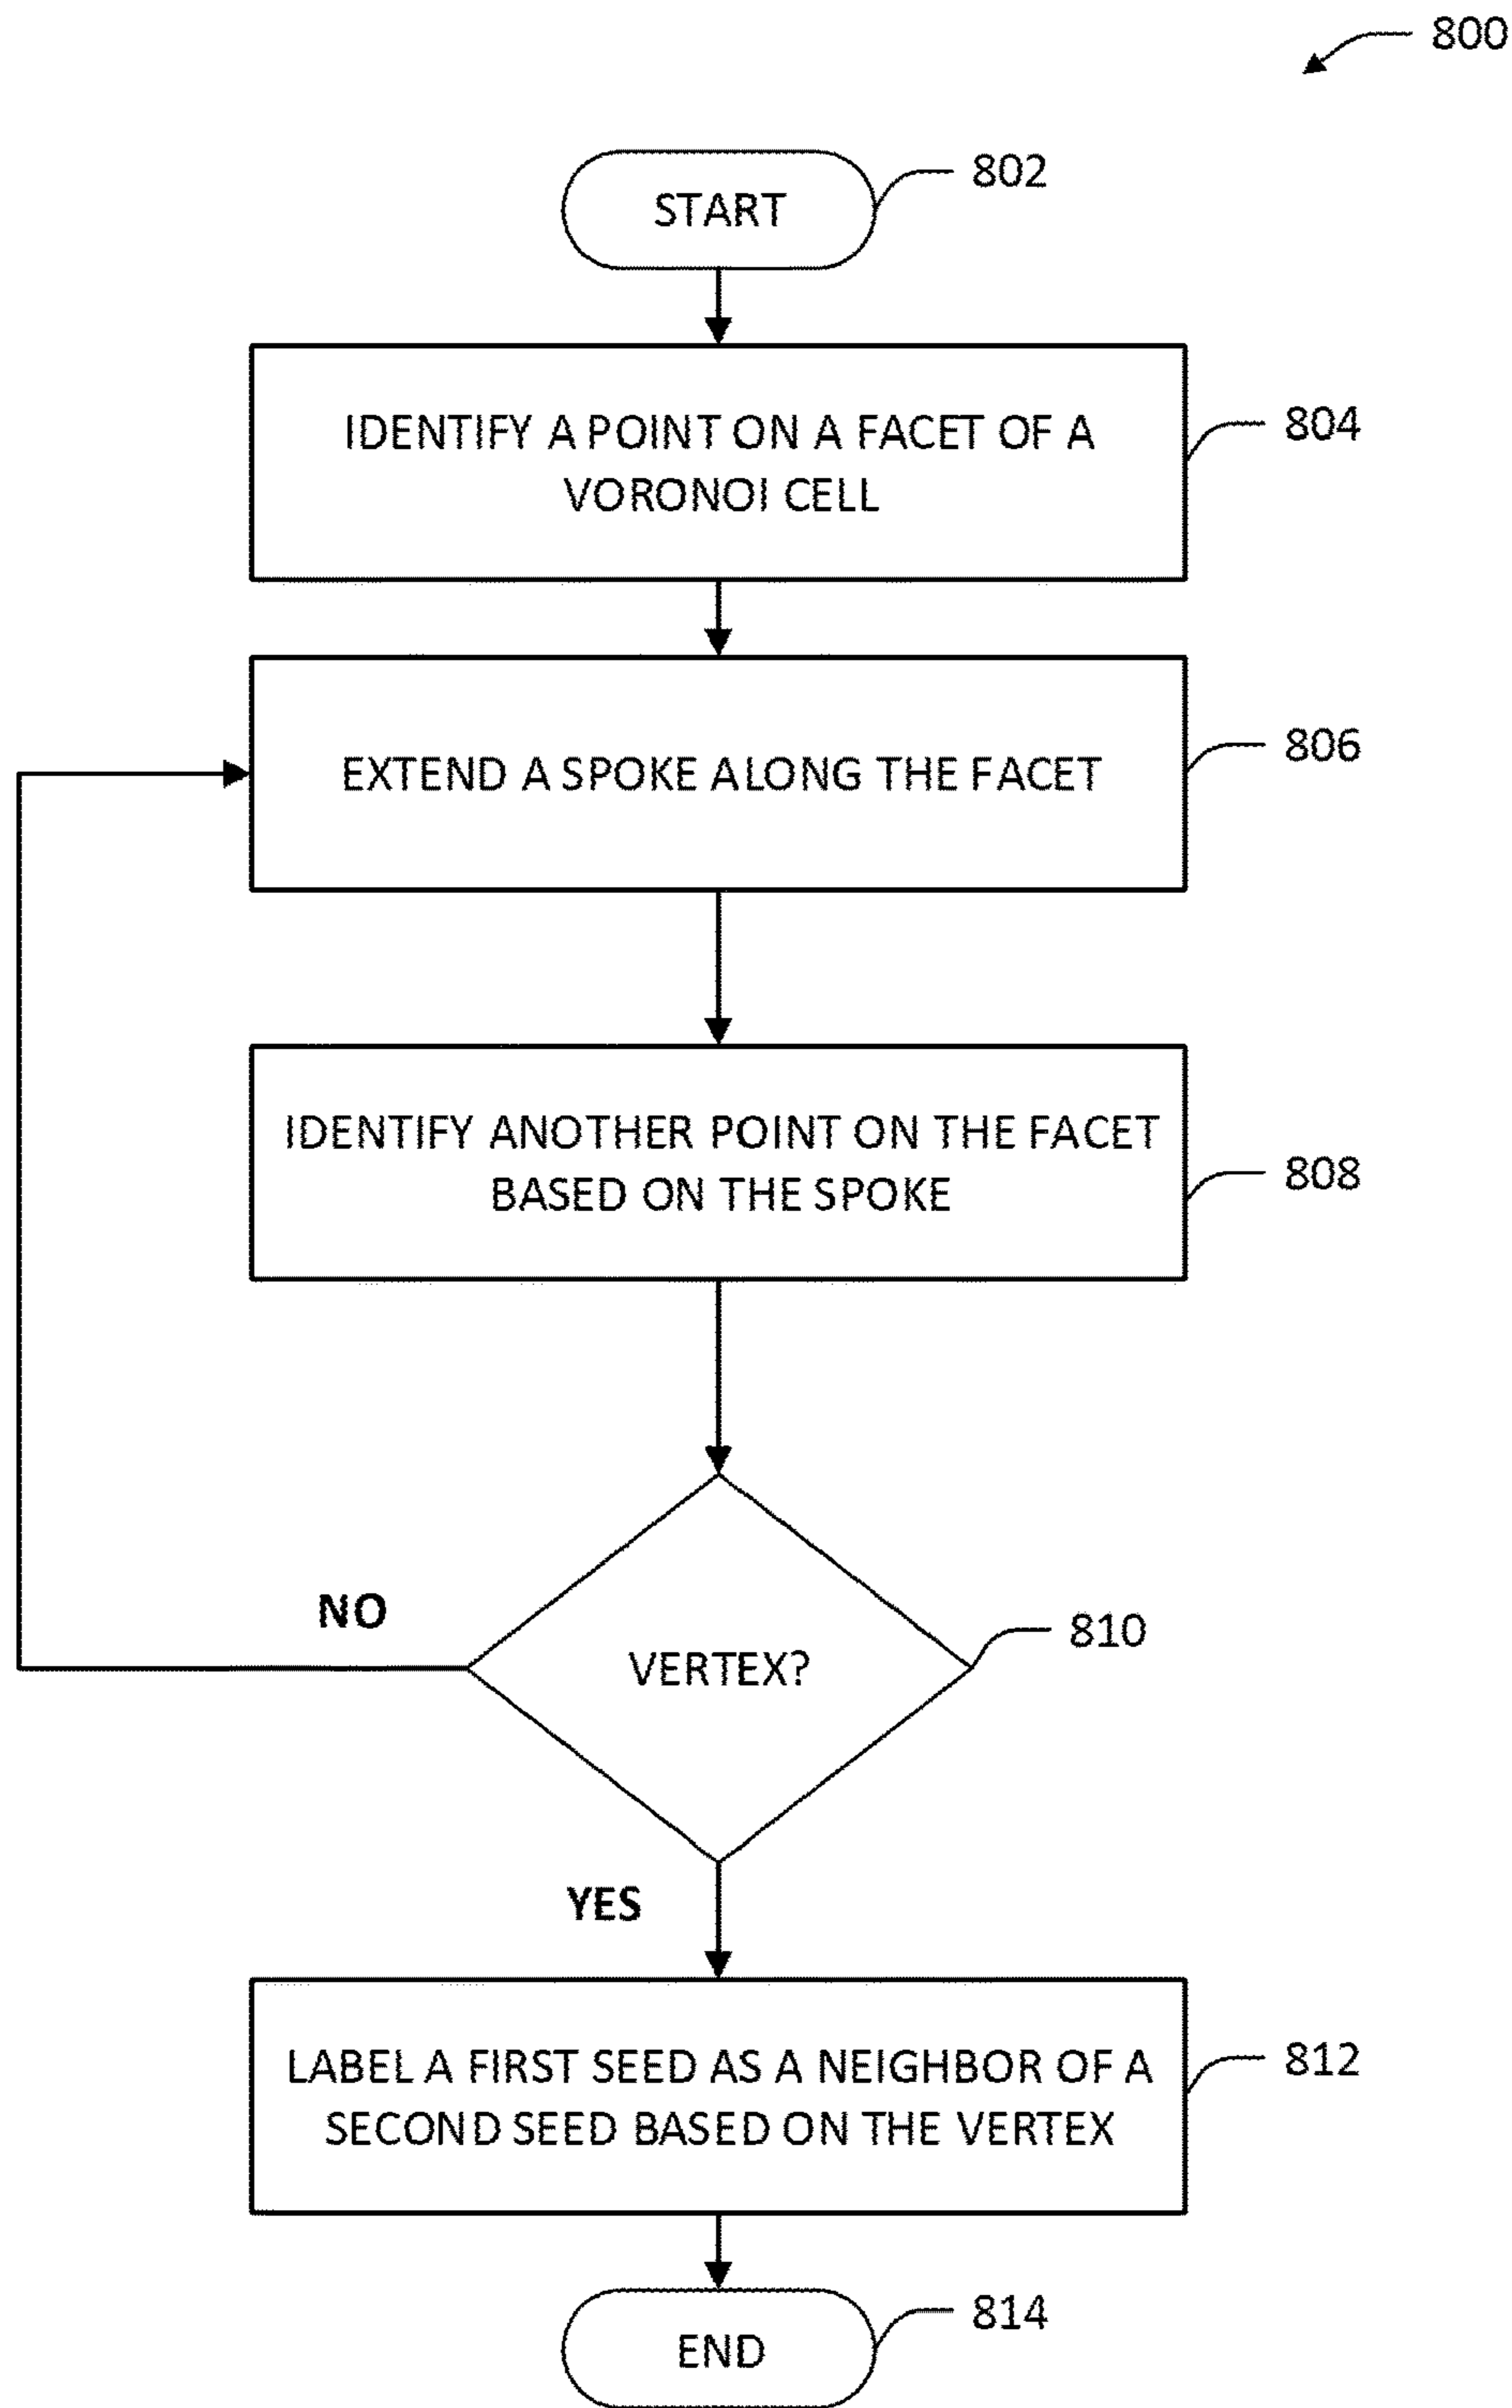 800
START
802
IDENTIFY A POINT ON A FACET OF A
VORONOI CELL
804
EXTEND A SPOKE ALONG THE FACET
806
IDENTIFY ANOTHER POINT ON THE FACET
BASED ON THE SPOKE
808
NO
VERTEX?
810
YES
LABEL A FIRST SEED AS A NEIGHBOR OF A
SECOND SEED BASED ON THE VERTEX
812
END
814